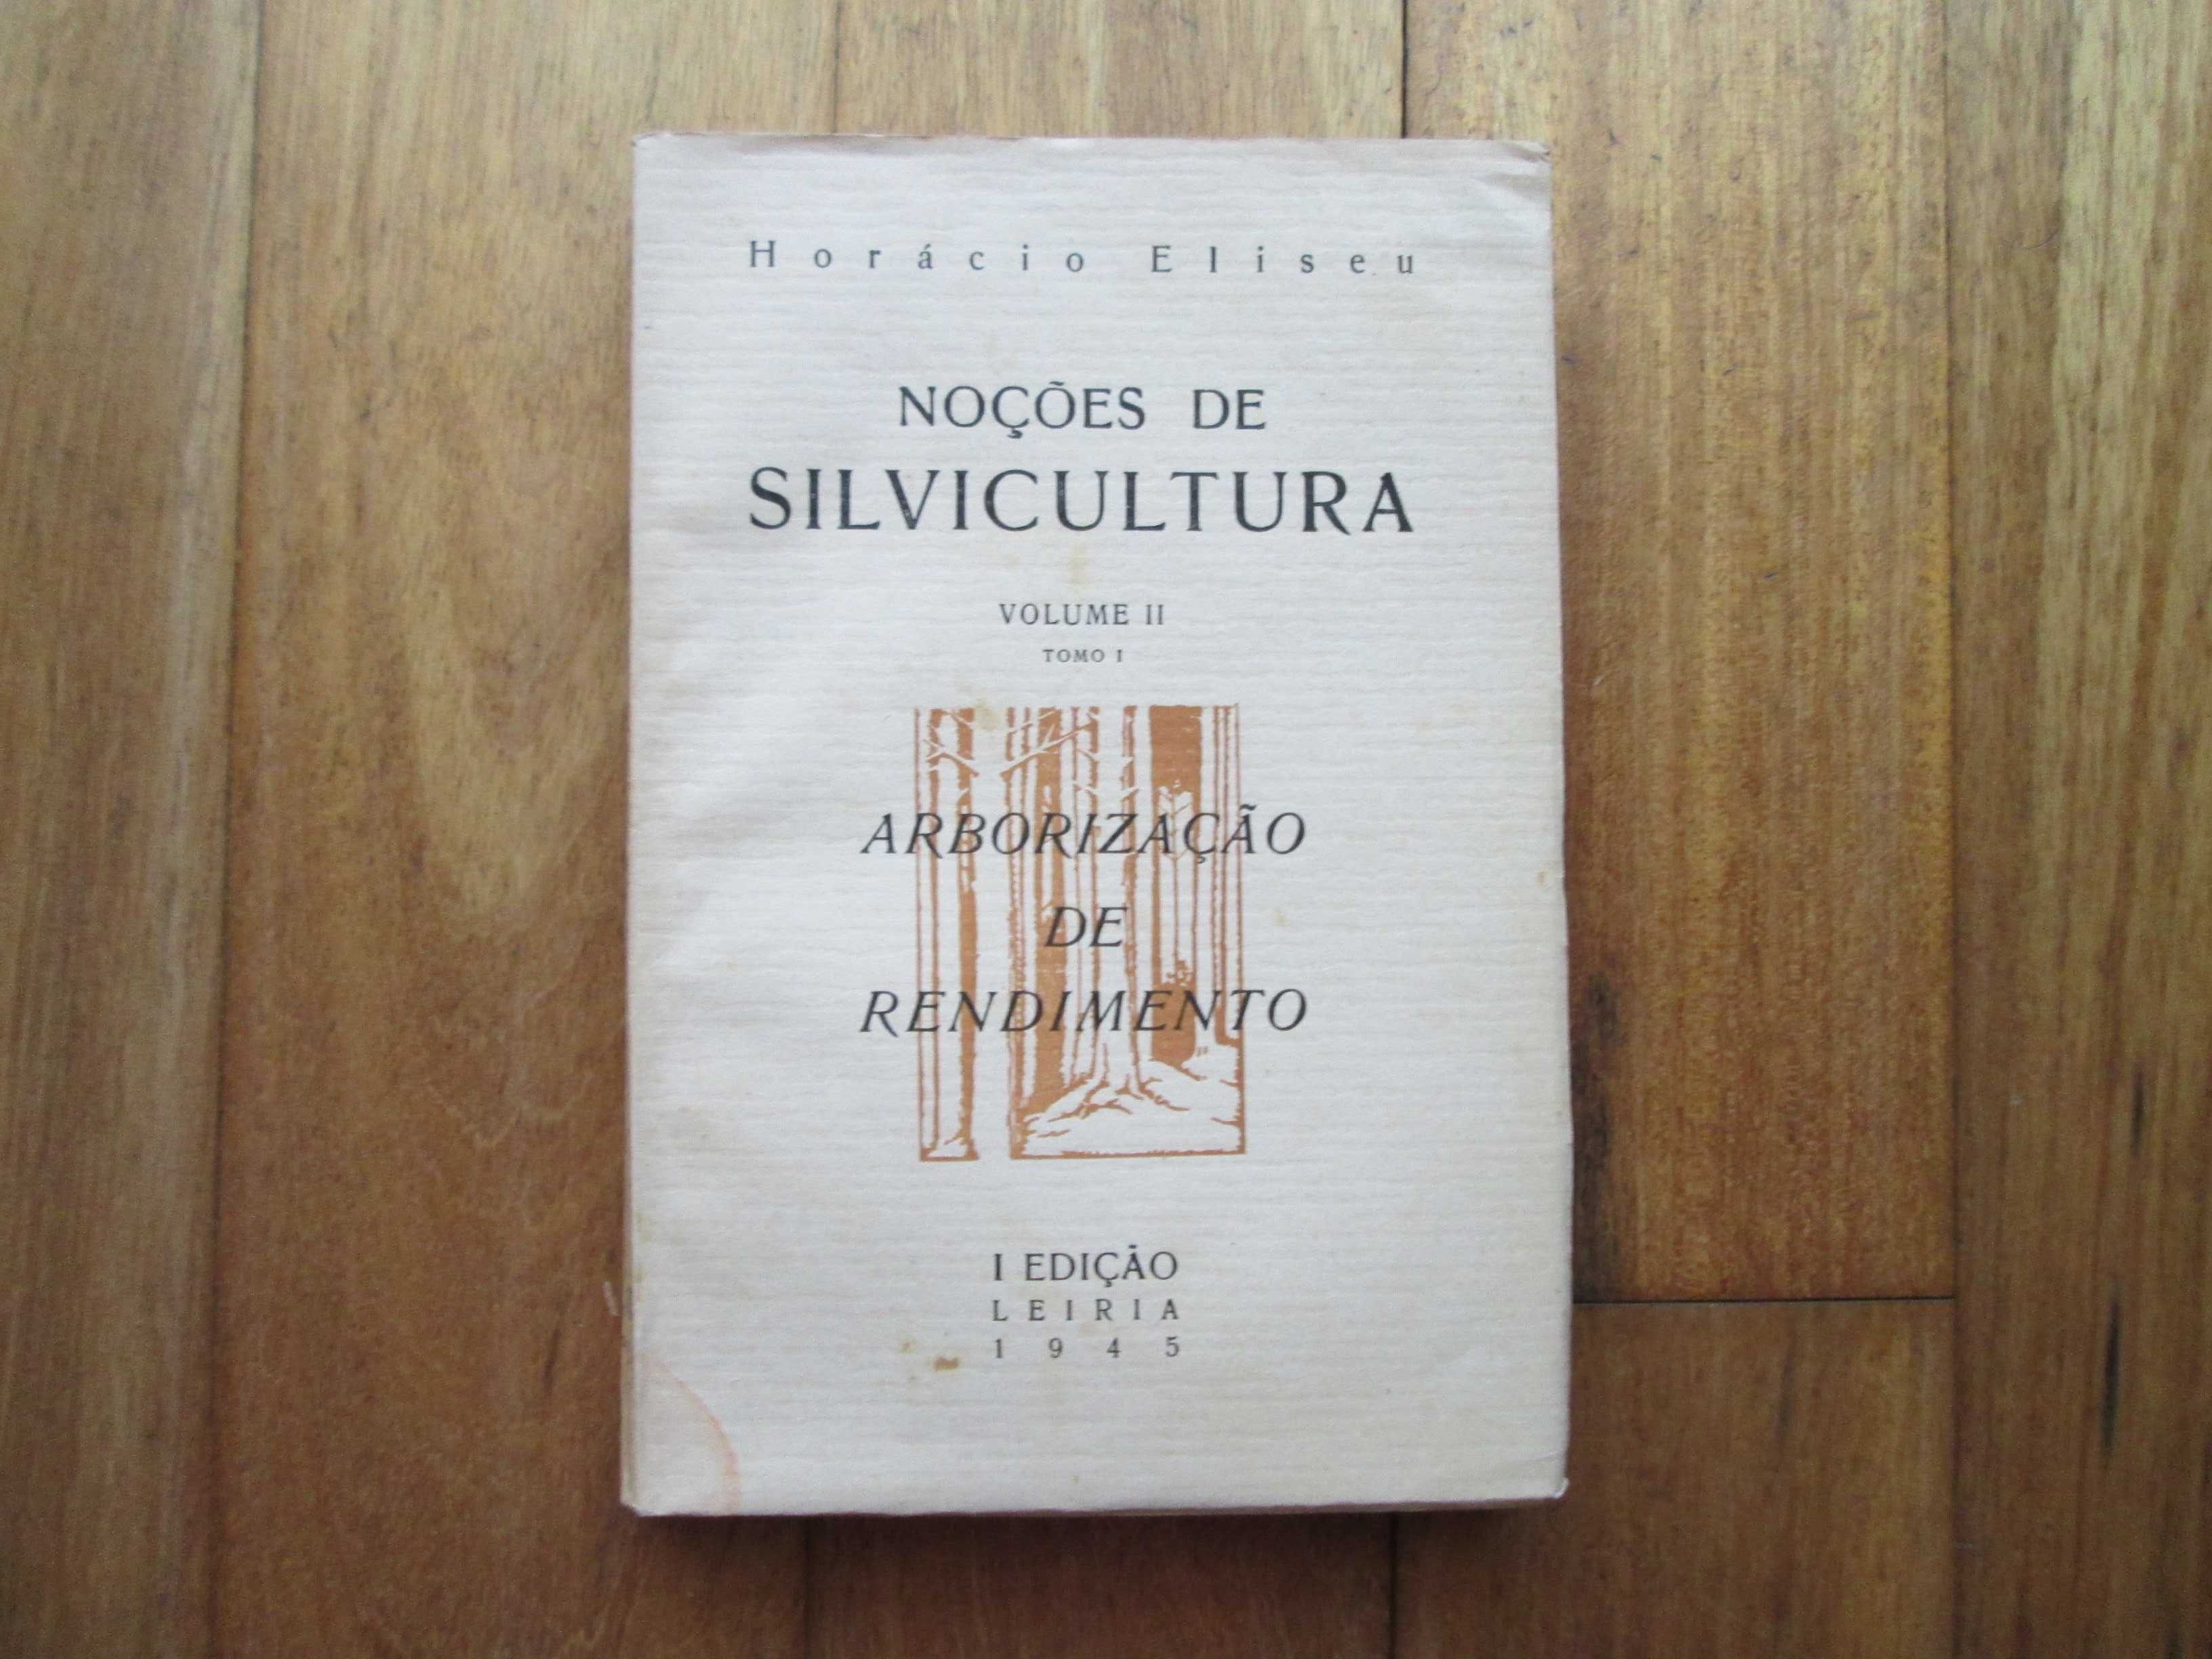 Horácio Eliseu
NOÇÕES DE
SILVICULTURA
VOLUME II
TOMO I
ARBORIZAÇÃO
DE
RENDIMENTO
I EDIÇÃO
LEIRIA
1945